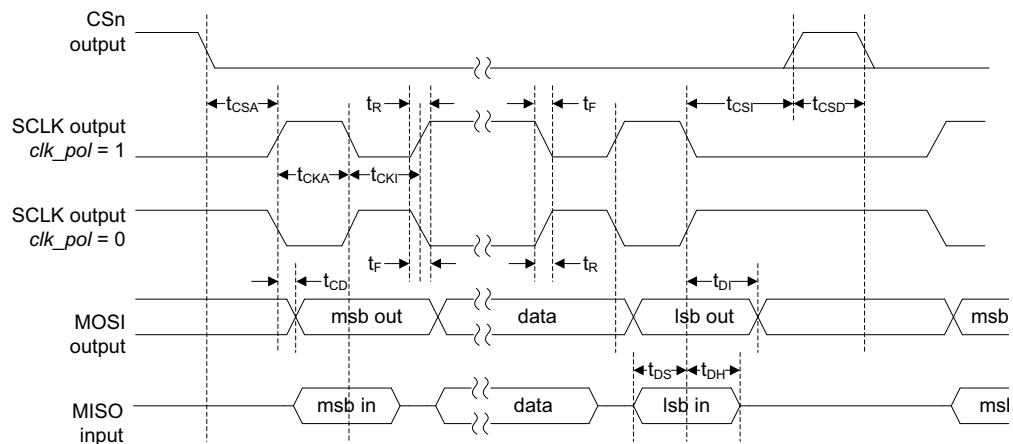 CSn
output
tCSA
tR
tF
tCSI
tCSD
SCLK output
clk_pol = 1
tCKA
tCKI
SCLK output
clk_pol = 0
tF
tR
tCD
tDI
MOSI
output
msb out
data
lsb out
msb
tDS
tDH
MISO
input
msb in
data
lsb in
msl